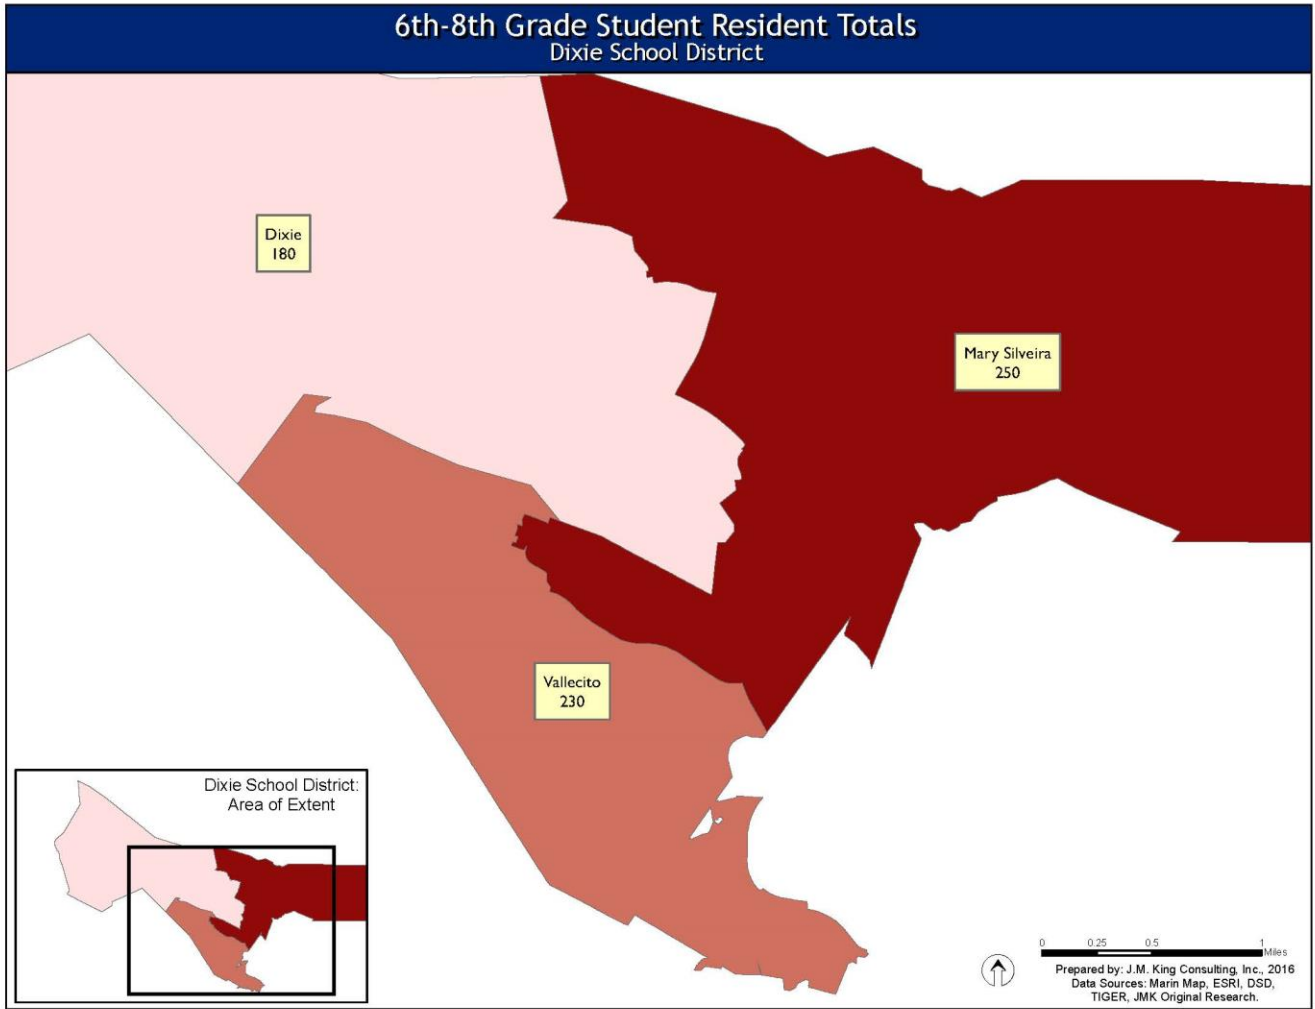 6th-8th Grade Student Resident Totals
Dixie School District
Dixie
180
Mary Silveira
250
Vallecito
230
Dixie School District:
Area of Extent
0 0.25 0.5 1
Miles
Prepared by: J.M. King Consulting, Inc., 2016
Data Sources: Marin Map, ESRI, DSD,
TIGER, JMK Original Research.